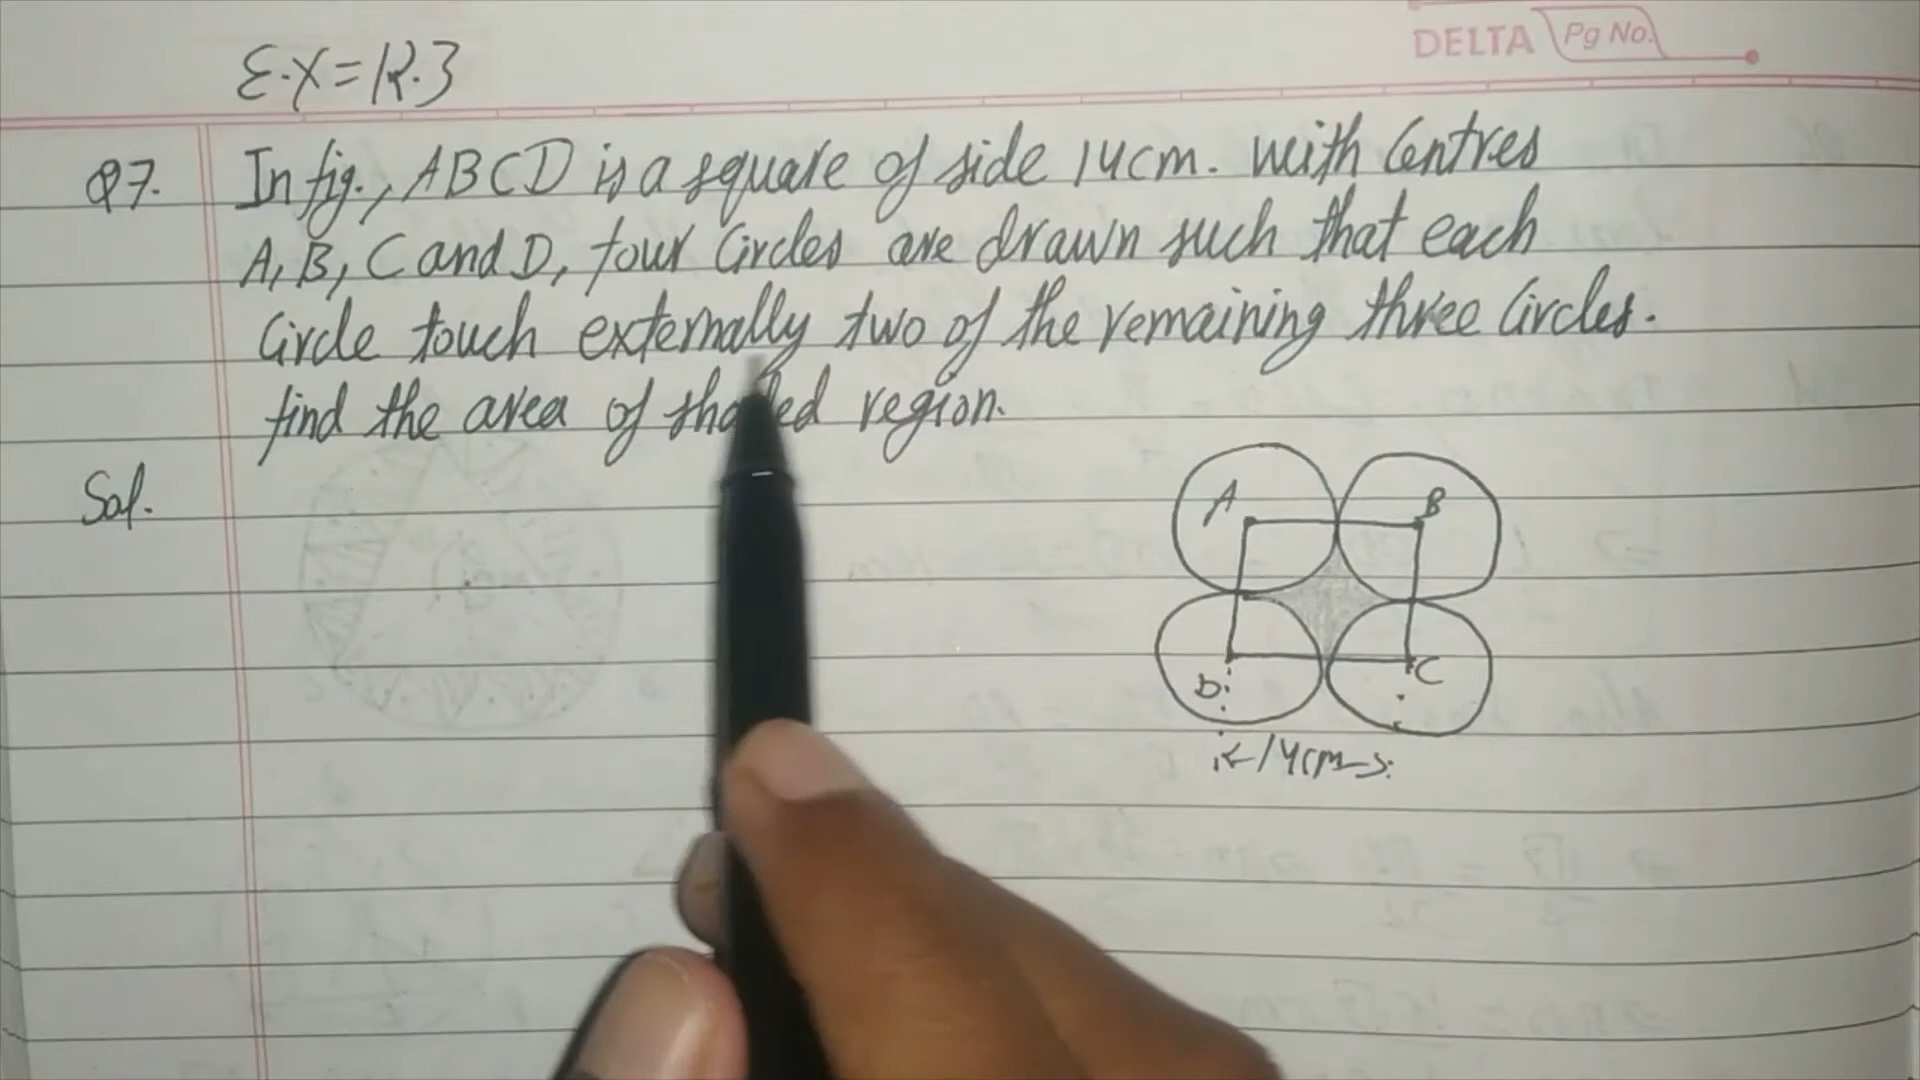 DELTA Pg No.
E.X=12.3
Q7. In fig., ABCD is a square of side 14cm. with Centres
A, B, C and D, four Circles are drawn such that each
Circle touch externally two of the remaining three Circles.
find the area of shaded region.
Sol.
A B
D C
14cm